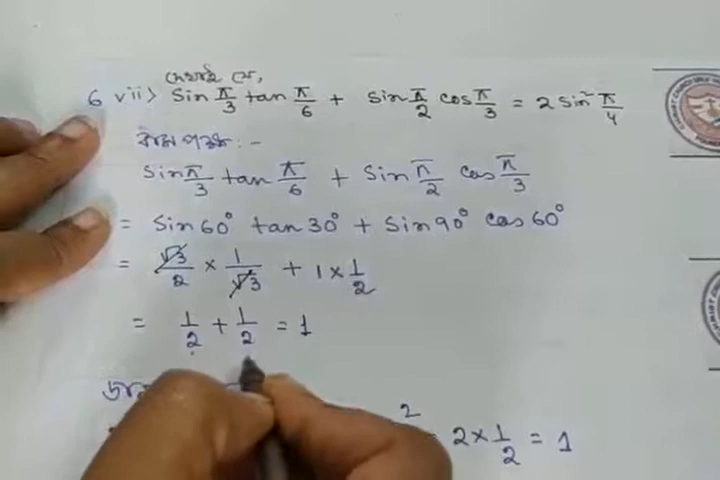 দেখাই যে,
6 vii> sin π/3 tan π/6 + sin π/2 cos π/3 = 2 sin² π/4
বাম পক্ষ :-
sin π/3 tan π/6 + sin π/2 cos π/3
= sin 60° tan 30° + sin 90° cos 60°
= √3/2 × 1/√3 + 1 × 1/2
= 1/2 + 1/2 = 1
2
2 × 1/2 = 1